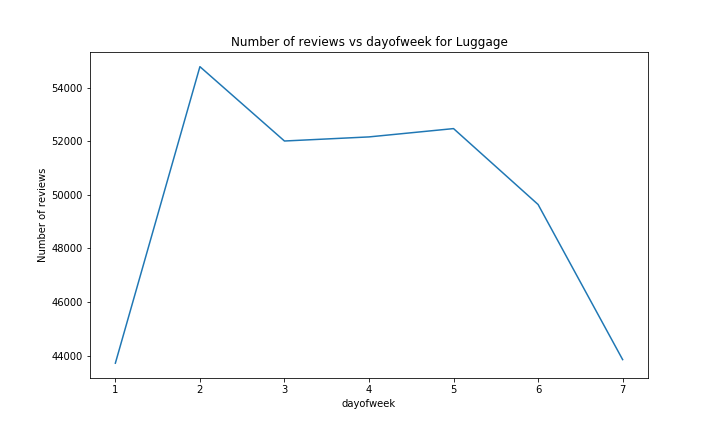 Number of reviews vs dayofweek for Luggage
54000
52000
50000
48000
46000
44000
Number of reviews
1 2 3 4 5 6 7
dayofweek